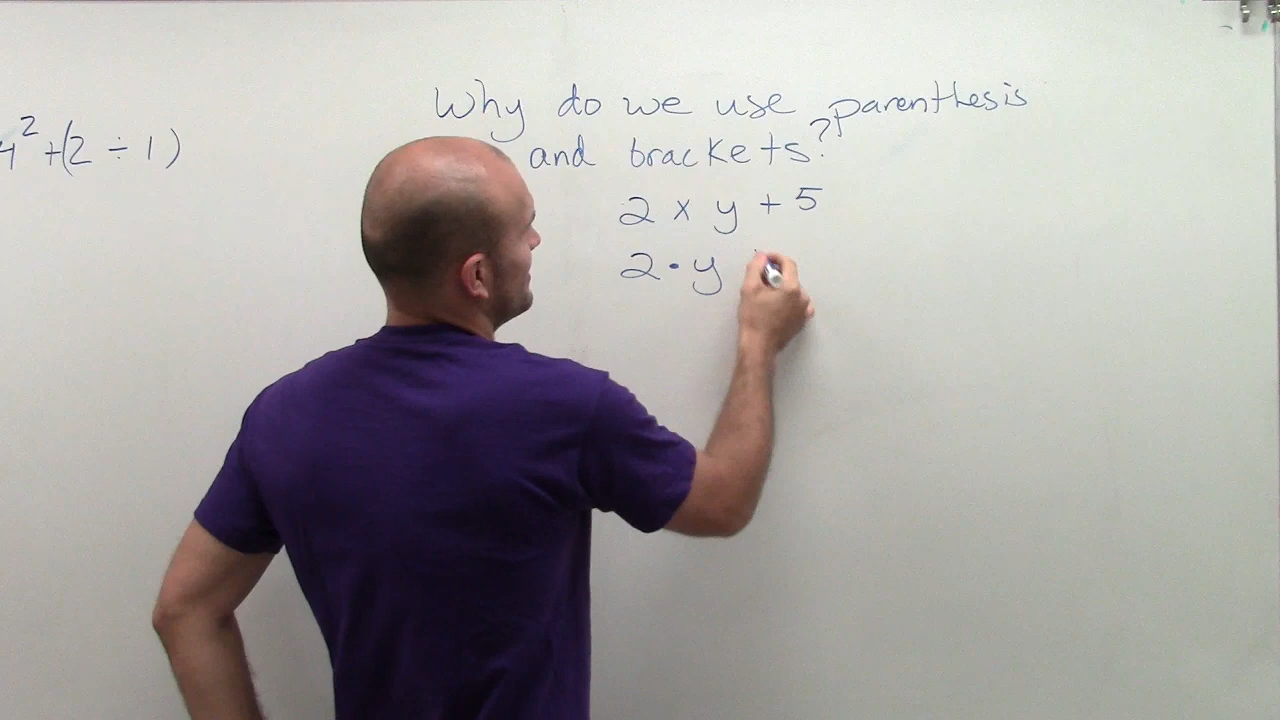 4² + (2 ÷ 1)
Why do we use parenthesis
and brackets?
2 x y + 5
2 · y